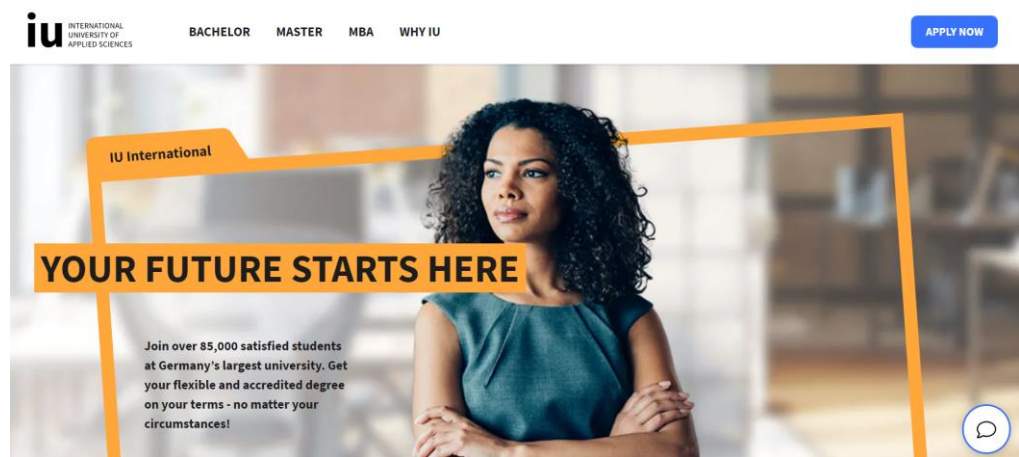 iu INTERNATIONAL
UNIVERSITY OF
APPLIED SCIENCES
BACHELOR MASTER MBA WHY IU
APPLY NOW
IU International
YOUR FUTURE STARTS HERE
Join over 85,000 satisfied students
at Germany's largest university. Get
your flexible and accredited degree
on your terms - no matter your
circumstances!